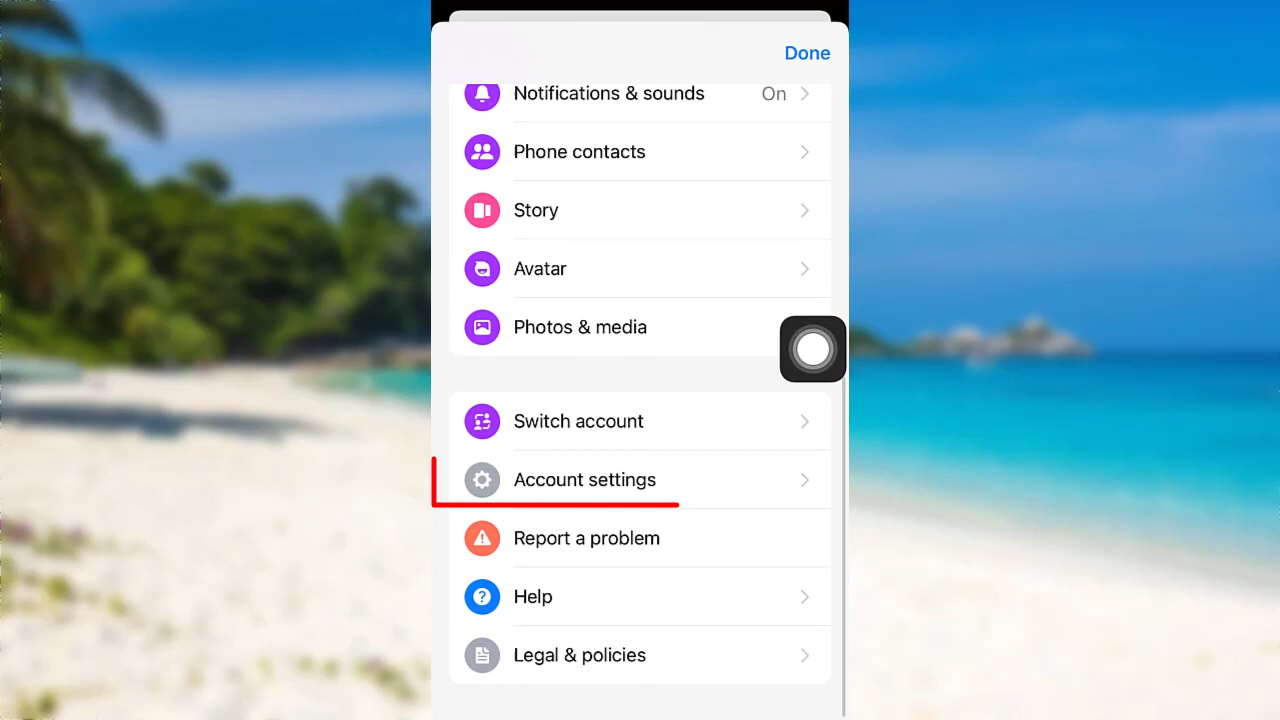 Done
Notifications & sounds On
Phone contacts
Story
Avatar
Photos & media
Switch account
Account settings
Report a problem
Help
Legal & policies